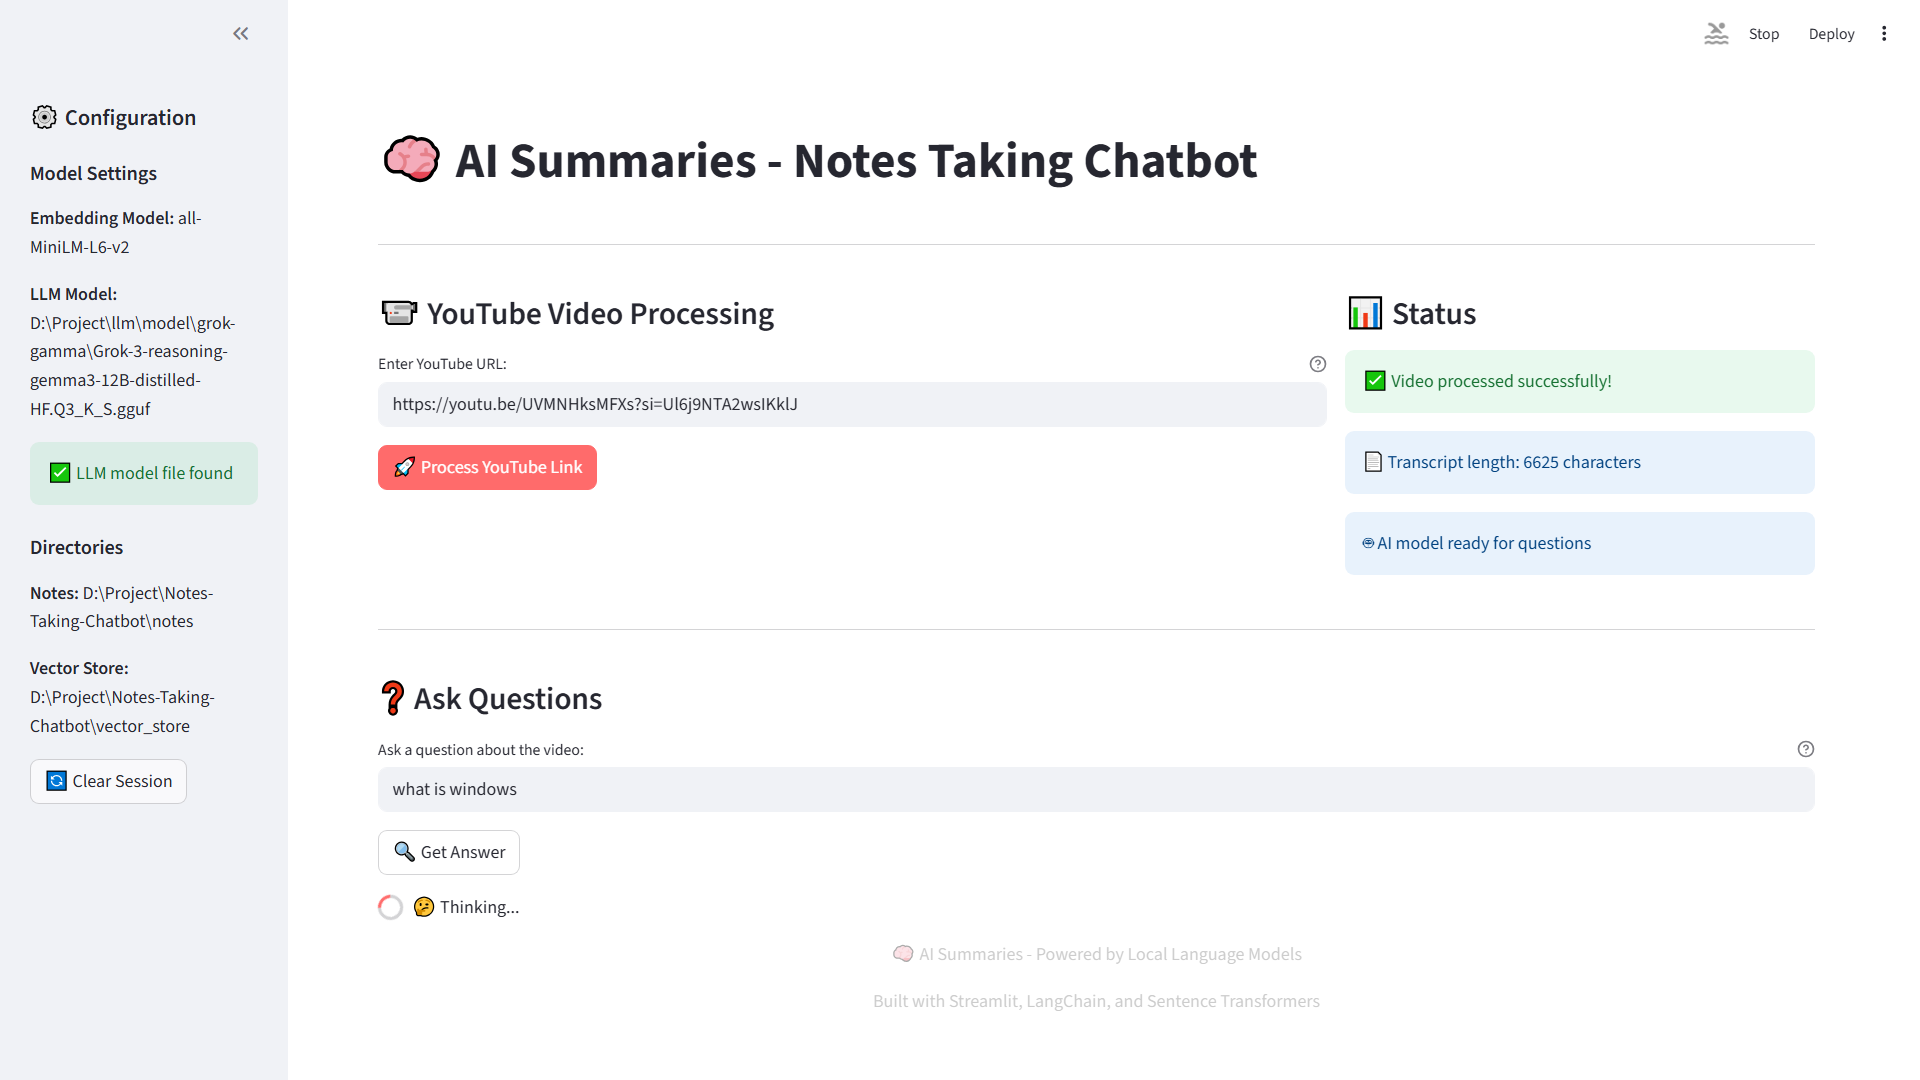 Stop
Deploy
Configuration
Model Settings
Embedding Model: all-
MiniLM-L6-v2
LLM Model:
D:\Project\llm\model\grok-
gamma\Grok-3-reasoning-
gemma3-12B-distilled-
HF.Q3_K_S.gguf
LLM model file found
Directories
Notes: D:\Project\Notes-
Taking-Chatbot\notes
Vector Store:
D:\Project\Notes-Taking-
Chatbot\vector_store
Clear Session
AI Summaries - Notes Taking Chatbot
YouTube Video Processing
Enter YouTube URL:
https://youtu.be/UVMNHksMFXs?si=Ul6j9NTA2wsIKklJ
Process YouTube Link
Status
Video processed successfully!
Transcript length: 6625 characters
AI model ready for questions
Ask Questions
Ask a question about the video:
what is windows
Get Answer
Thinking...
AI Summaries - Powered by Local Language Models
Built with Streamlit, LangChain, and Sentence Transformers